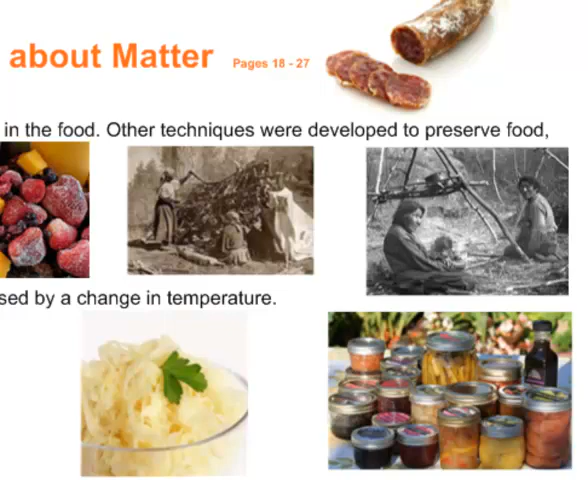 about Matter Pages 18 - 27
in the food. Other techniques were developed to preserve food,
sed by a change in temperature.